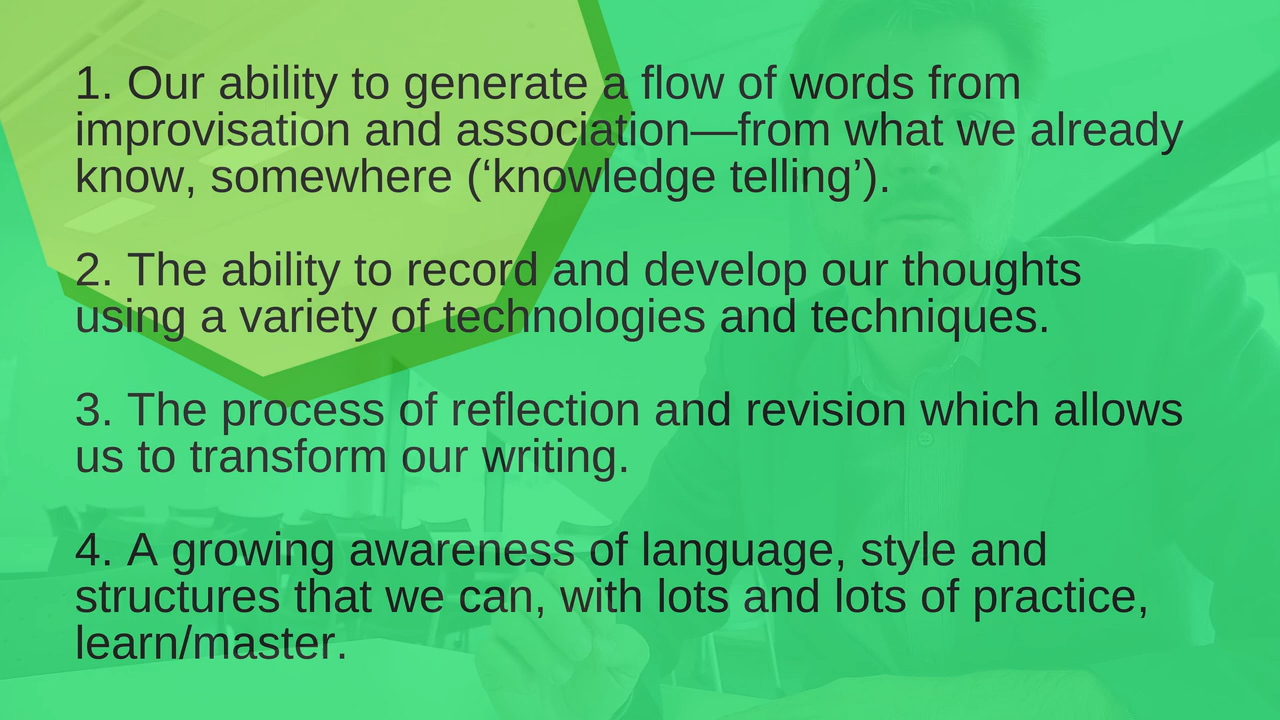 1. Our ability to generate a flow of words from
improvisation and association—from what we already
know, somewhere (‘knowledge telling’).
2. The ability to record and develop our thoughts
using a variety of technologies and techniques.
3. The process of reflection and revision which allows
us to transform our writing.
4. A growing awareness of language, style and
structures that we can, with lots and lots of practice,
learn/master.